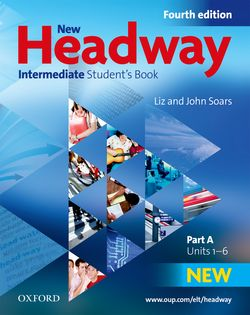 Fourth edition
New
Headway
Intermediate Student's Book
Liz and John Soars
Part A
Units 1–6
NEW
OXFORD
www.oup.com/elt/headway